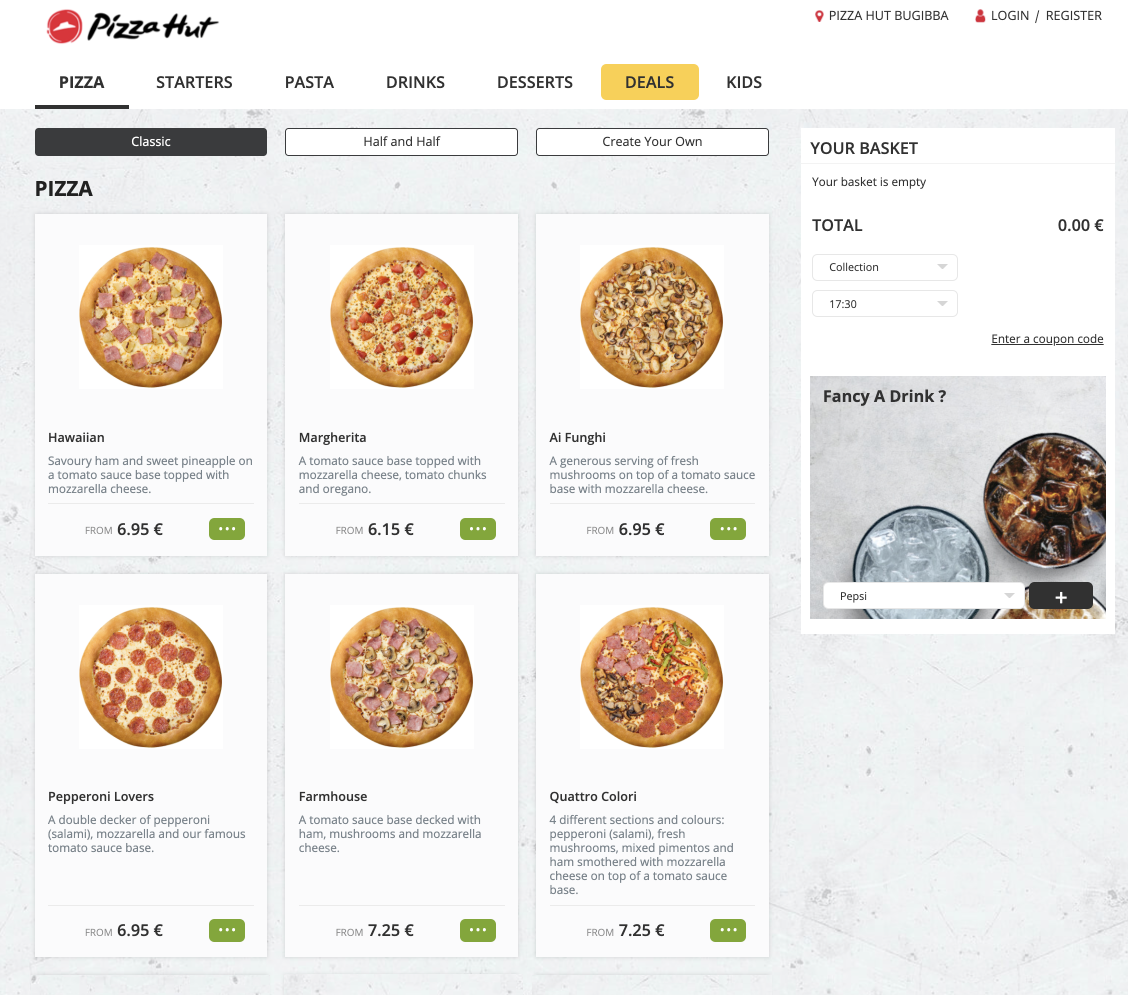 Pizza Hut
PIZZA HUT BUGIBBA
LOGIN / REGISTER
PIZZA
STARTERS
PASTA
DRINKS
DESSERTS
DEALS
KIDS
Classic
Half and Half
Create Your Own
PIZZA
Hawaiian
Savoury ham and sweet pineapple on
a tomato sauce base topped with
mozzarella cheese.
FROM 6.95 €
Margherita
A tomato sauce base topped with
mozzarella cheese, tomato chunks
and oregano.
FROM 6.15 €
Ai Funghi
A generous serving of fresh
mushrooms on top of a tomato sauce
base with mozzarella cheese.
FROM 6.95 €
Pepperoni Lovers
A double decker of pepperoni
(salami), mozzarella and our famous
tomato sauce base.
FROM 6.95 €
Farmhouse
A tomato sauce base decked with
ham, mushrooms and mozzarella
cheese.
FROM 7.25 €
Quattro Colori
4 different sections and colours:
pepperoni (salami), fresh
mushrooms, mixed pimentos and
ham smothered with mozzarella
cheese on top of a tomato sauce
base.
FROM 7.25 €
YOUR BASKET
Your basket is empty
TOTAL 0.00 €
Collection
17:30
Enter a coupon code
Fancy A Drink ?
Pepsi
+